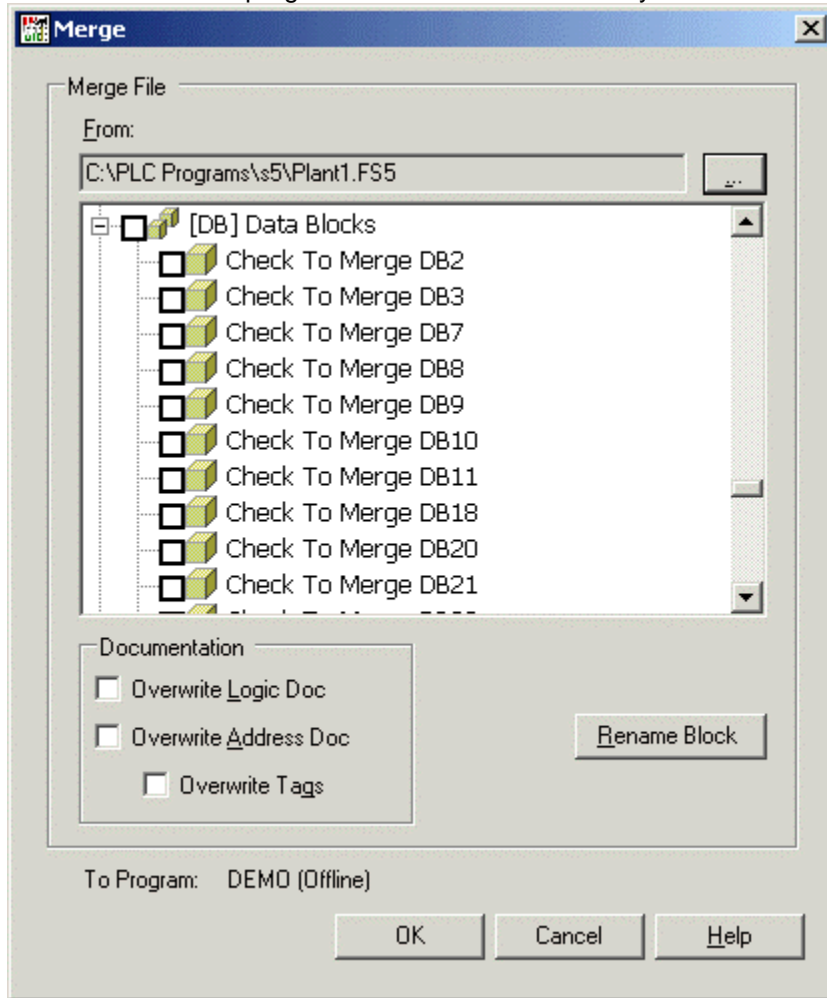 Merge
Merge File
From:
C:\PLC Programs\s5\Plant1.FS5
...
[DB] Data Blocks
Check To Merge DB2
Check To Merge DB3
Check To Merge DB7
Check To Merge DB8
Check To Merge DB9
Check To Merge DB10
Check To Merge DB11
Check To Merge DB18
Check To Merge DB20
Check To Merge DB21
Documentation
Overwrite Logic Doc
Overwrite Address Doc
Rename Block
Overwrite Tags
To Program: DEMO (Offline)
OK Cancel Help